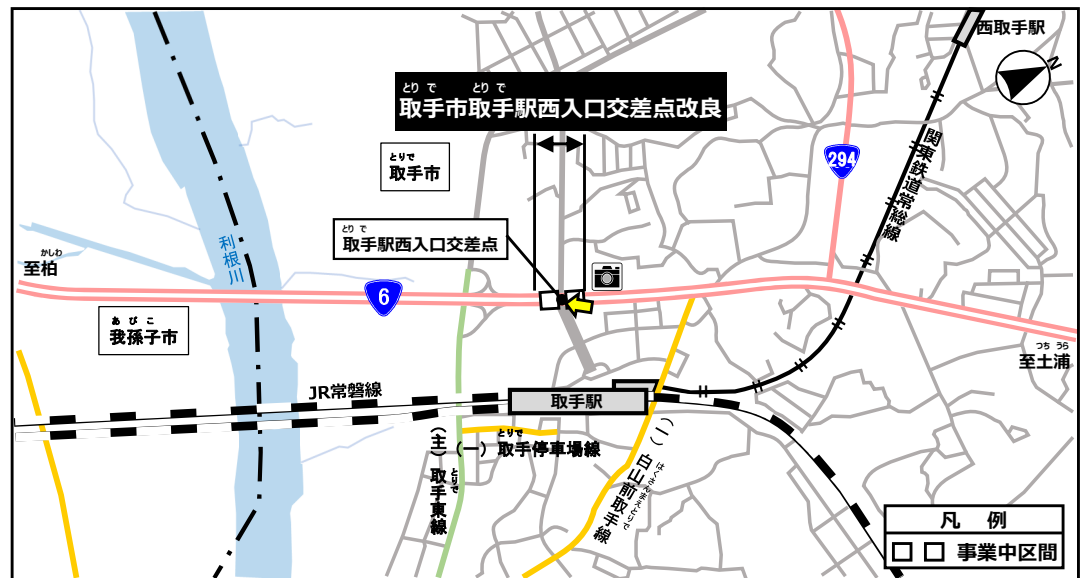 西取手駅
N
とり で とり で
取手市取手駅西入口交差点改良
294
関東鉄道常総線
とりで
取手市
とり で
取手駅西入口交差点
利根川
かしわ
至柏
6
あ び こ
我孫子市
つち うら
至土浦
JR常磐線
取手駅
とりで
(一)取手停車場線
とりで
(主)取手東線
はくさんまえとりで
(一)白山前取手線
凡 例
事業中区間